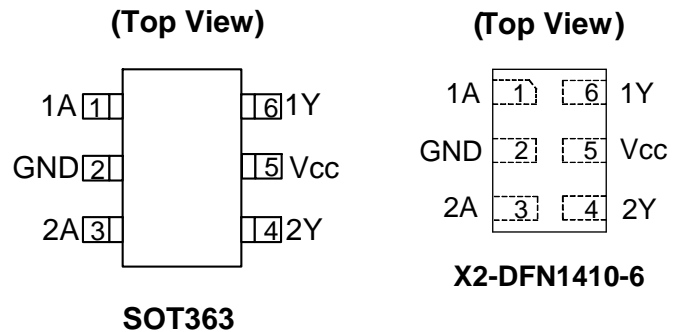 (Top View)
1A 1 6 1Y
GND 2 5 Vcc
2A 3 4 2Y
SOT363
(Top View)
1A 1 6 1Y
GND 2 5 Vcc
2A 3 4 2Y
X2-DFN1410-6